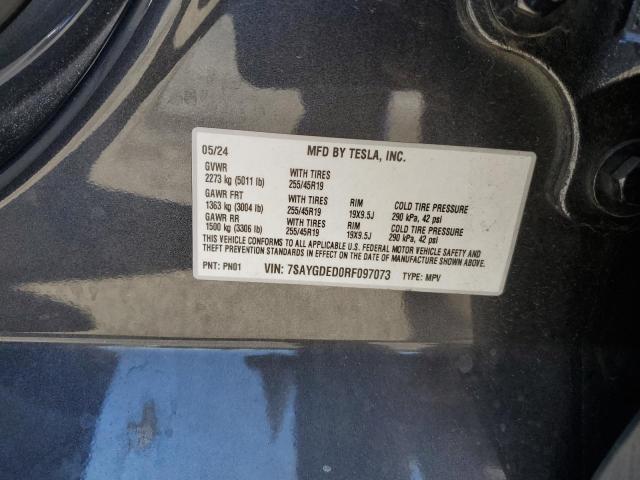 05/24 MFD BY TESLA, INC.
GVWR WITH TIRES
2273 kg (5011 lb) 255/45R19
GAWR FRT WITH TIRES RIM COLD TIRE PRESSURE
1363 kg (3004 lb) 255/45R19 19X9.5J 290 kPa, 42 psi
GAWR RR WITH TIRES RIM COLD TIRE PRESSURE
1500 kg (3306 lb) 255/45R19 19X9.5J 290 kPa, 42 psi
THIS VEHICLE CONFORMS TO ALL APPLICABLE U.S. FEDERAL MOTOR VEHICLE SAFETY AND
THEFT PREVENTION STANDARDS IN EFFECT ON THE DATE OF MANUFACTURE SHOWN ABOVE.
PNT: PN01 VIN: 7SAYGDED0RF097073 TYPE: MPV